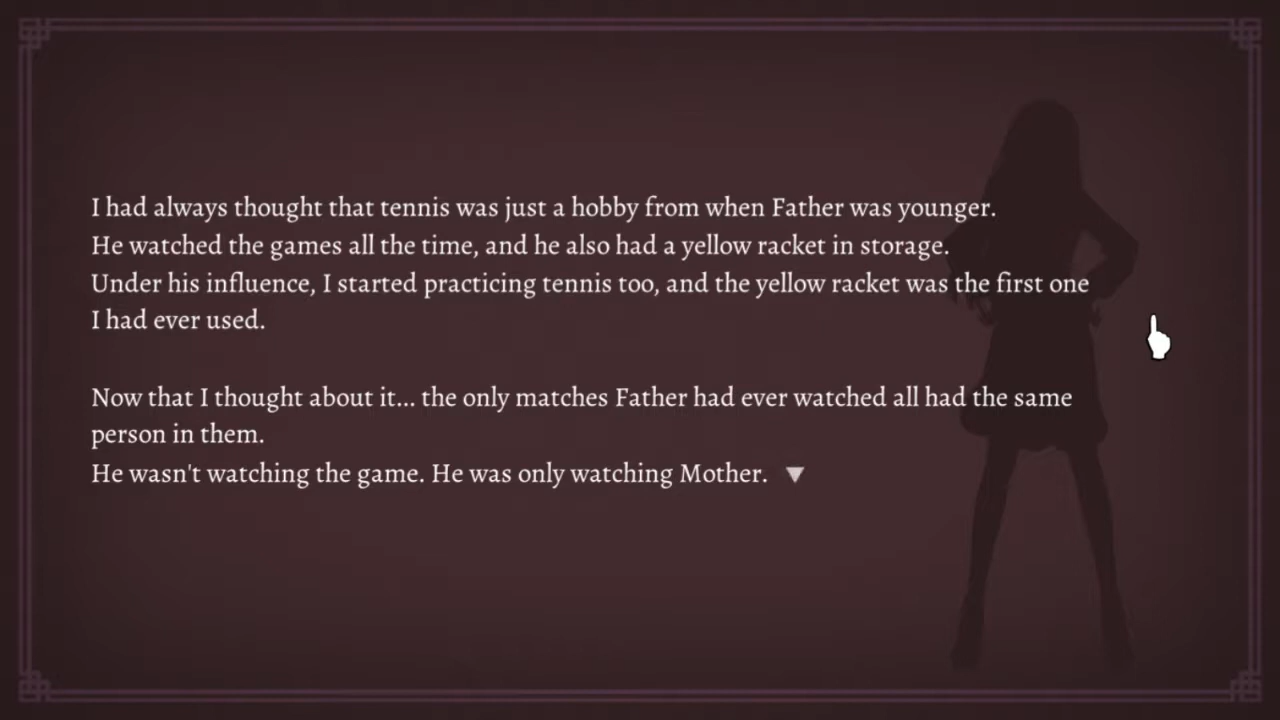 I had always thought that tennis was just a hobby from when Father was younger.
He watched the games all the time, and he also had a yellow racket in storage.
Under his influence, I started practicing tennis too, and the yellow racket was the first one
I had ever used.
Now that I thought about it... the only matches Father had ever watched all had the same
person in them.
He wasn't watching the game. He was only watching Mother.